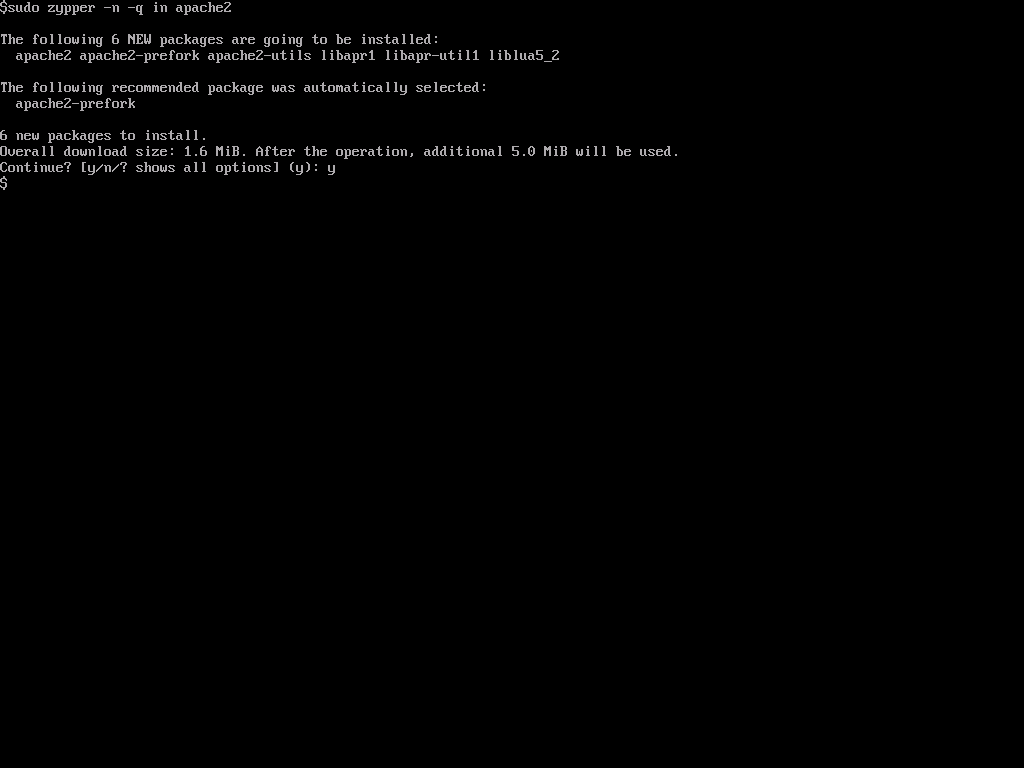 $sudo zypper -n -q in apache2
The following 6 NEW packages are going to be installed:
  apache2 apache2-prefork apache2-utils libapr1 libapr-util1 liblua5_2
The following recommended package was automatically selected:
  apache2-prefork
6 new packages to install.
Overall download size: 1.6 MiB. After the operation, additional 5.0 MiB will be used.
Continue? [y/n/? shows all options] (y): y
$